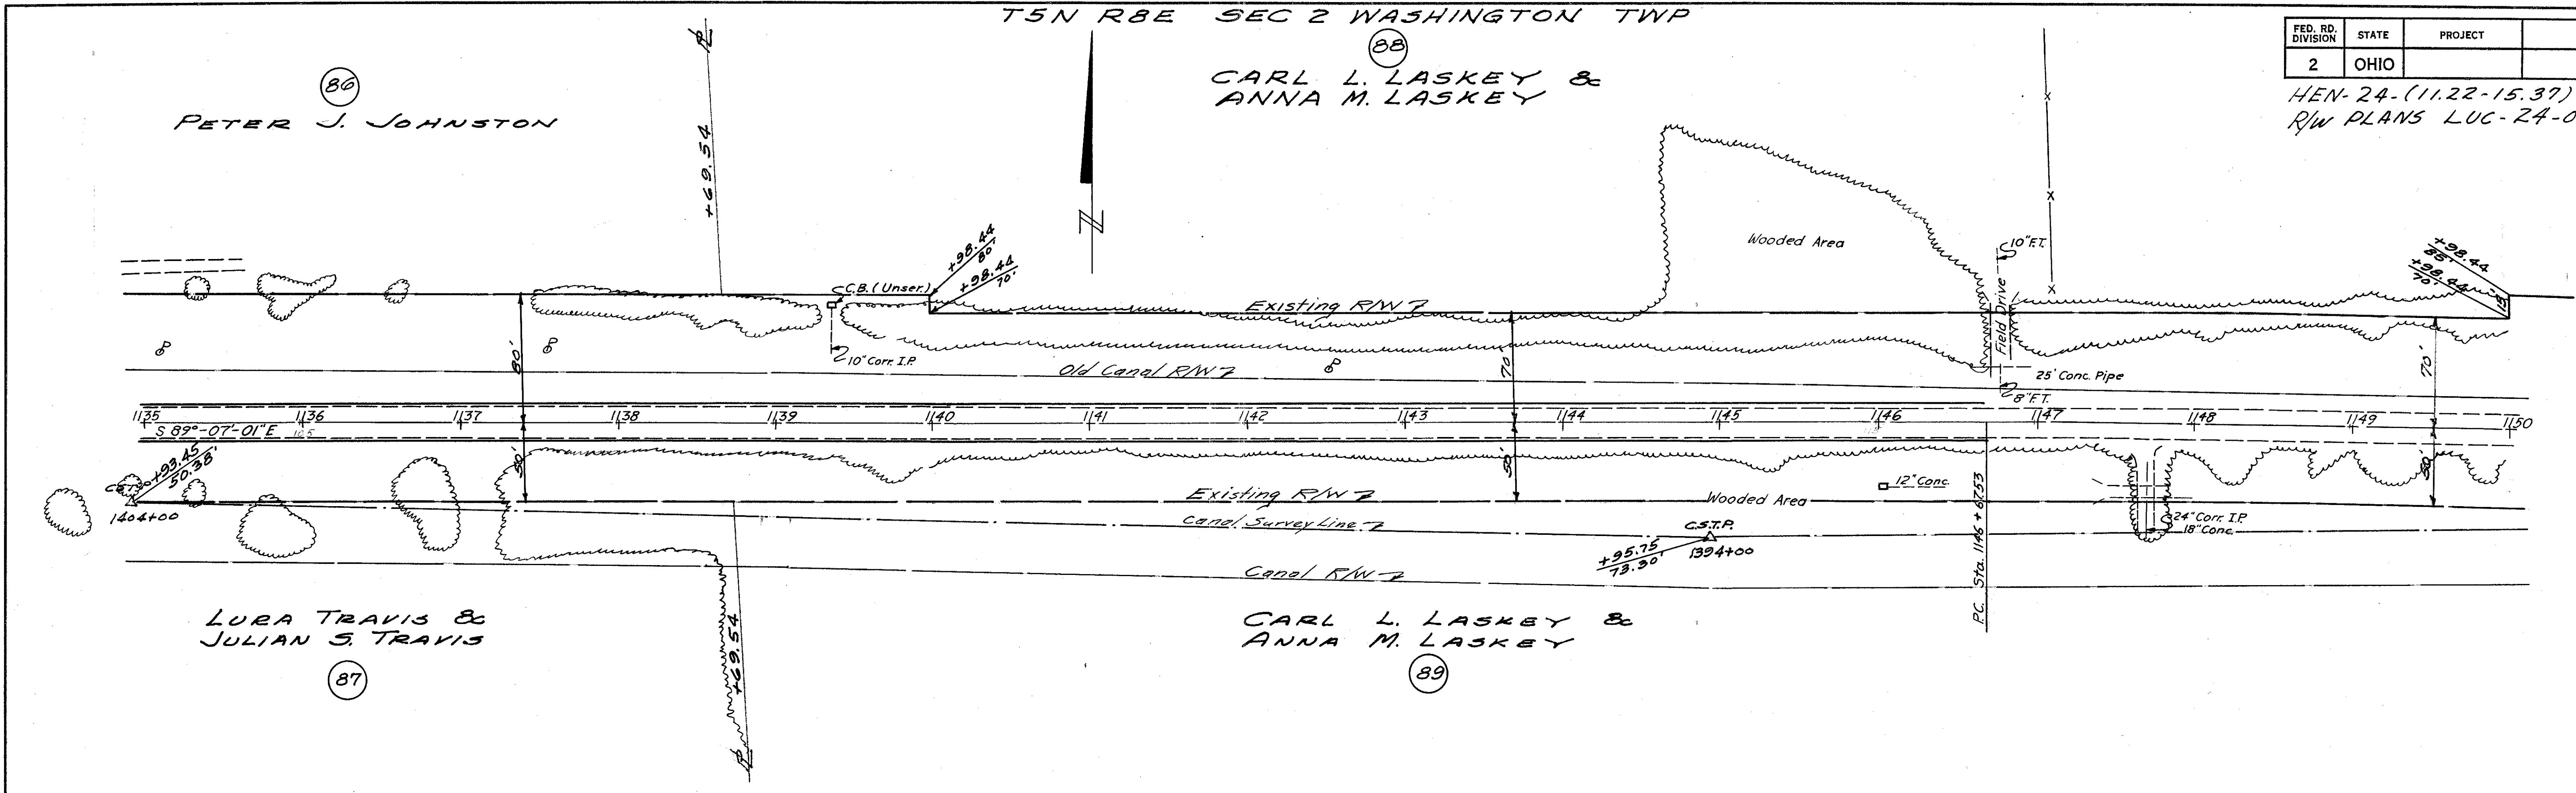 T5N R8E SEC 2 WASHINGTON TWP
FED. RD. DIVISION STATE PROJECT
2 OHIO
HEN-24-(11.22-15.37)
R/W PLANS LUC-24-0
86
PETER J. JOHNSTON
88
CARL L. LASKEY &
ANNA M. LASKEY
+69.54
N
Wooded Area
10" F.T.
Field Drive
+98.44
80'
+98.44
70'
+98.44
85'
+98.44
70'
15'
C.B. (Unser.)
Existing R/W
80'
10" Corr. I.P.
Old Canal R/W
70'
25' Conc. Pipe
8" F.T.
70'
1135 1136 1137 1138 1139 1140 1141 1142 1143 1144 1145 1146 1147 1148 1149 1150
S 89°-07'-01" E
+93.45
50.38'
1404+00
50'
50'
50'
Existing R/W
Wooded Area
12" Conc.
Canal Survey Line
C.S.T.P.
1394+00
+95.75
73.30'
24" Corr. I.P.
18" Conc.
Canal R/W
P.C. Sta. 1146 + 67.53
LURA TRAVIS &
JULIAN S. TRAVIS
87
+69.54
CARL L. LASKEY &
ANNA M. LASKEY
89